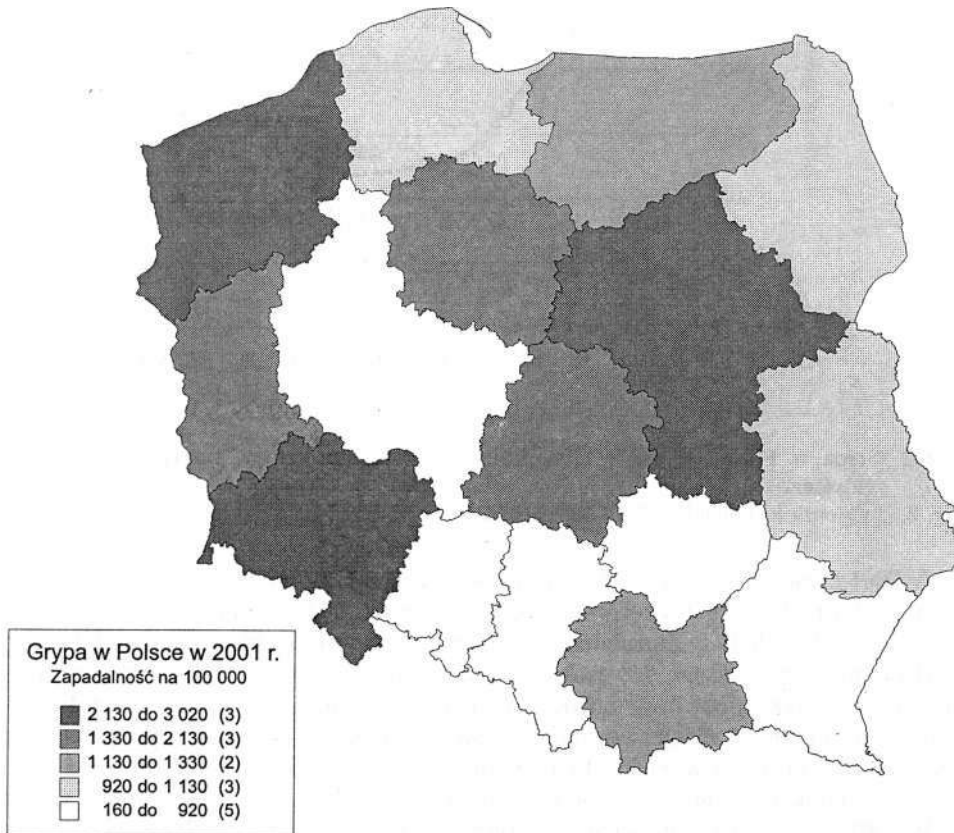 Grypa w Polsce w 2001 r.
Zapadalność na 100 000
2 130 do 3 020 (3)
1 330 do 2 130 (3)
1 130 do 1 330 (2)
920 do 1 130 (3)
160 do 920 (5)